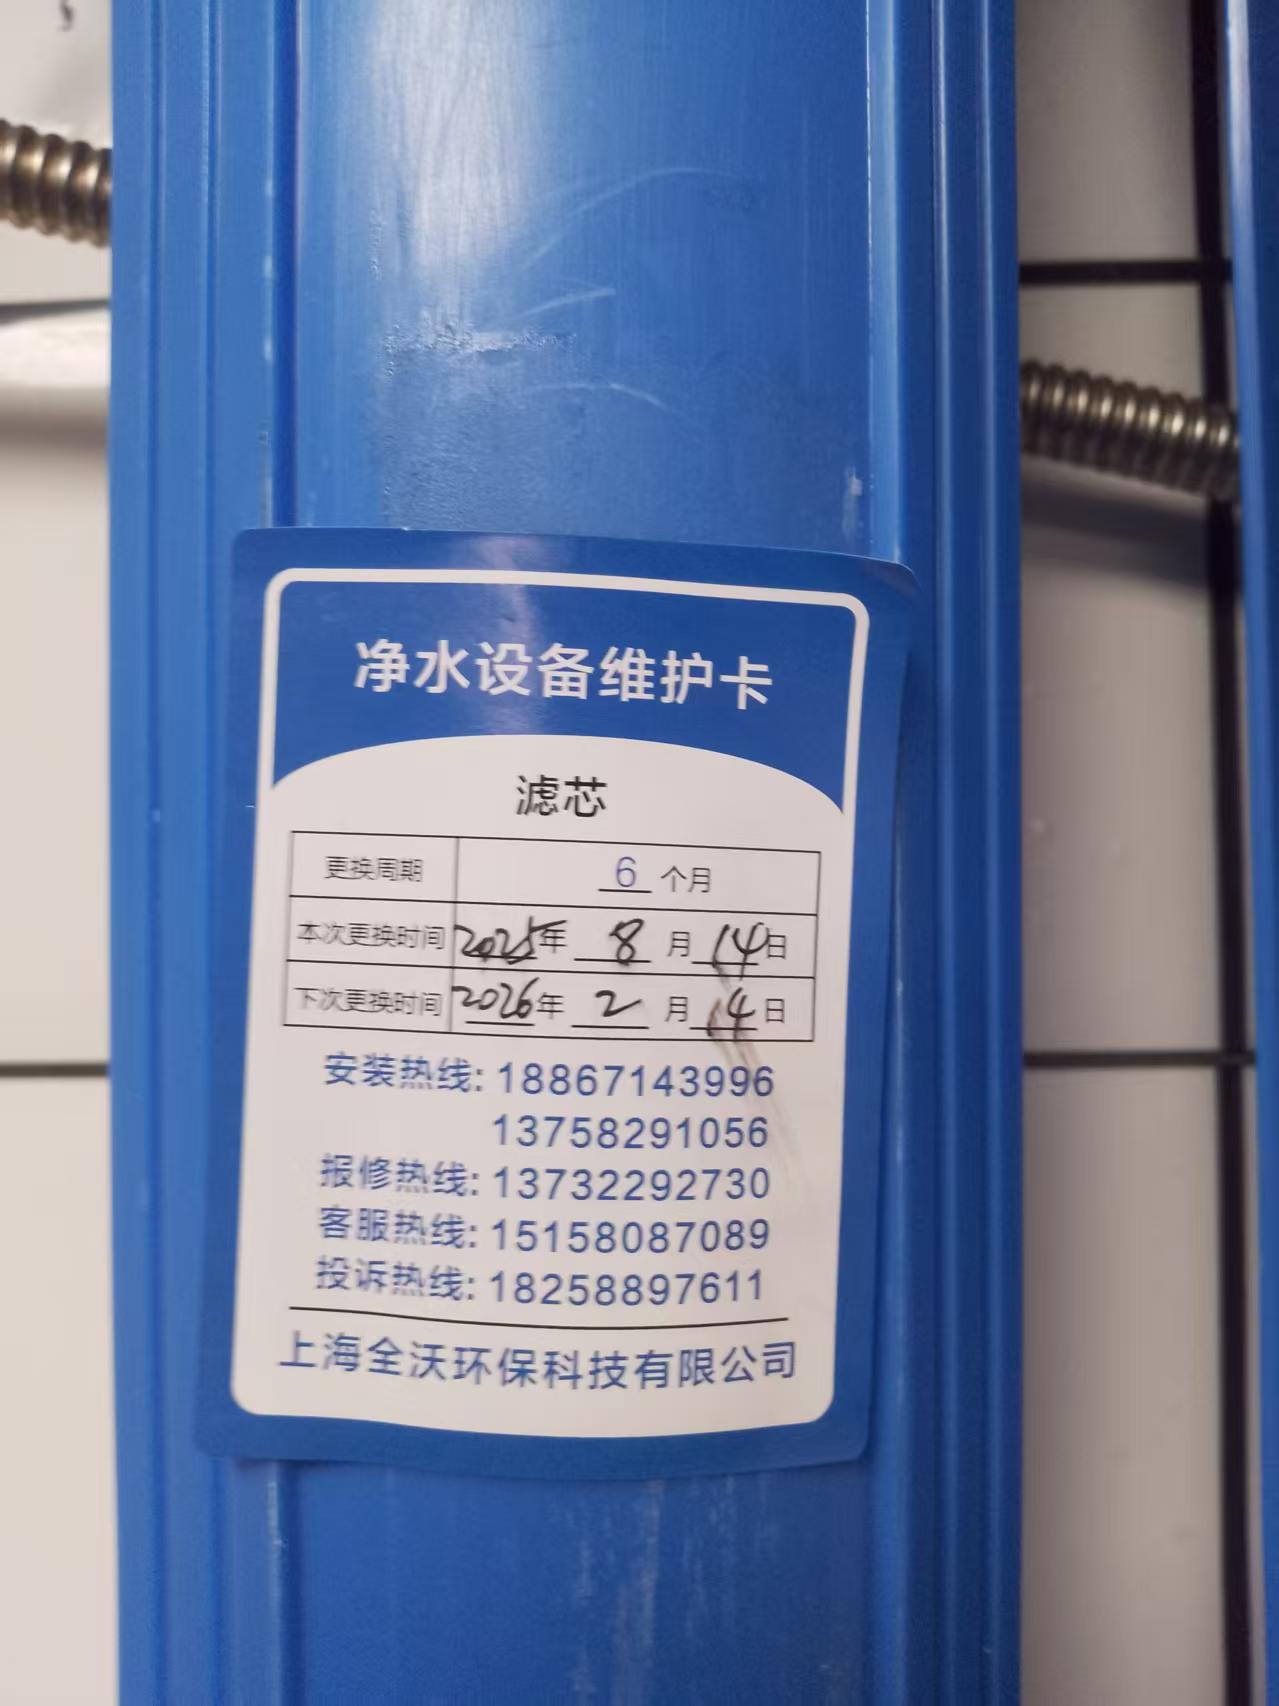 净水设备维护卡
滤芯
更换周期 6 个月
本次更换时间 2025年 8 月 14日
下次更换时间 2026年 2 月 14日
安装热线: 18867143996
13758291056
报修热线: 13732292730
客服热线: 15158087089
投诉热线: 18258897611
上海全沃环保科技有限公司